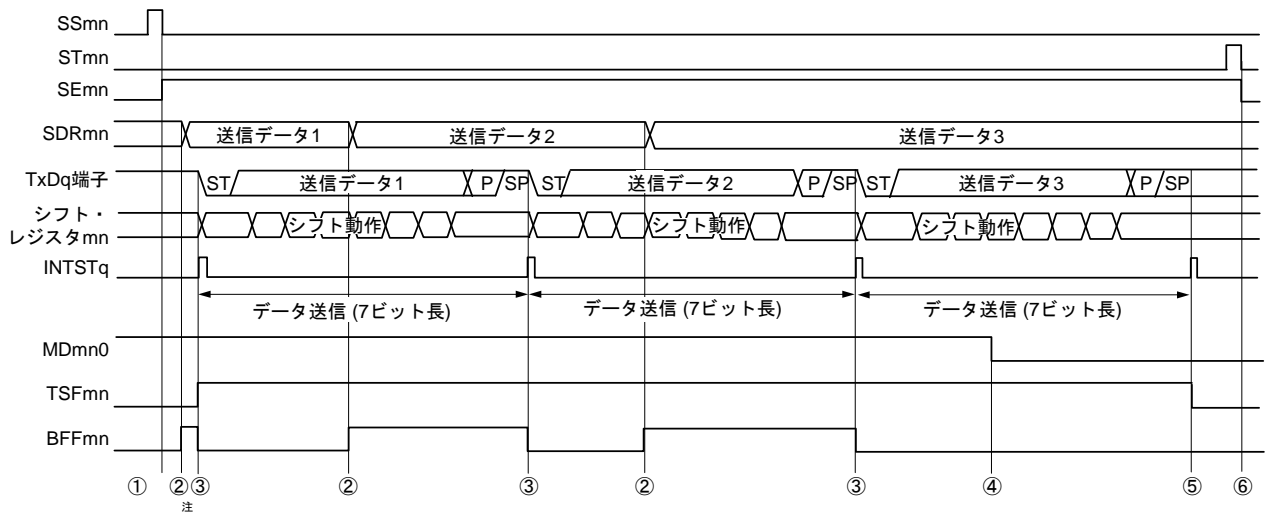 SSmn
STmn
SEmn
SDRmn 送信データ1 送信データ2 送信データ3
TxDq端子 ST 送信データ1 P SP ST 送信データ2 P SP ST 送信データ3 P SP
シフト・
レジスタmn シフト動作 シフト動作 シフト動作
INTSTq
データ送信 (7ビット長) データ送信 (7ビット長) データ送信 (7ビット長)
MDmn0
TSFmn
BFFmn
① ② ③ ② ③ ② ③ ④ ⑤ ⑥
注